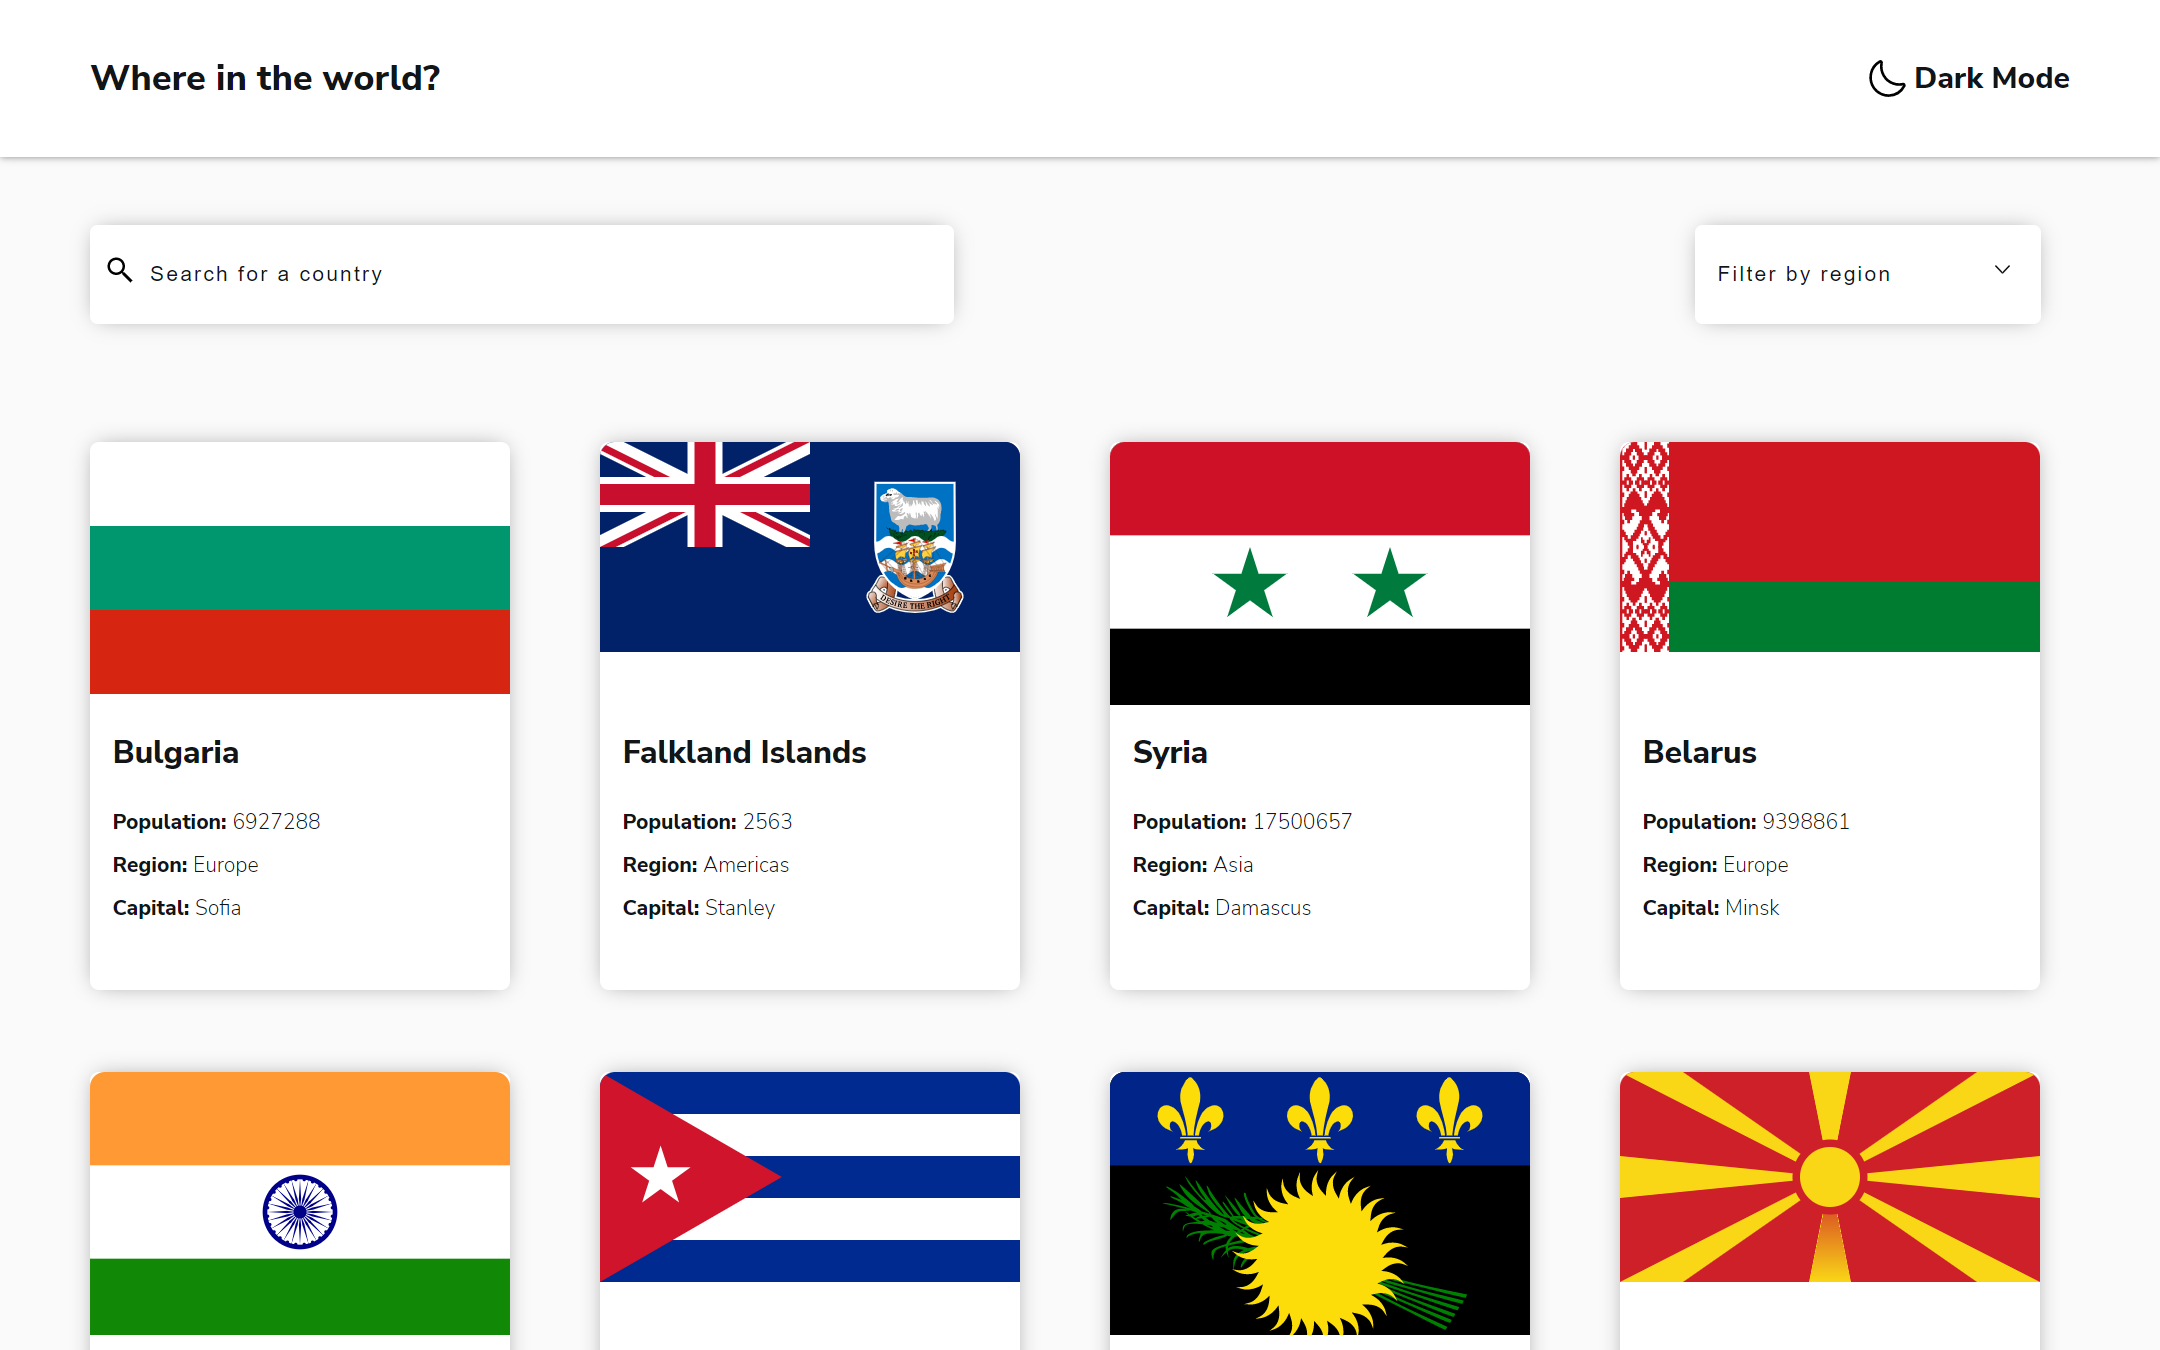 Where in the world?
Dark Mode
Search for a country
Filter by region
DESIRE THE RIGHT
Bulgaria
Population: 6927288
Region: Europe
Capital: Sofia
Falkland Islands
Population: 2563
Region: Americas
Capital: Stanley
Syria
Population: 17500657
Region: Asia
Capital: Damascus
Belarus
Population: 9398861
Region: Europe
Capital: Minsk